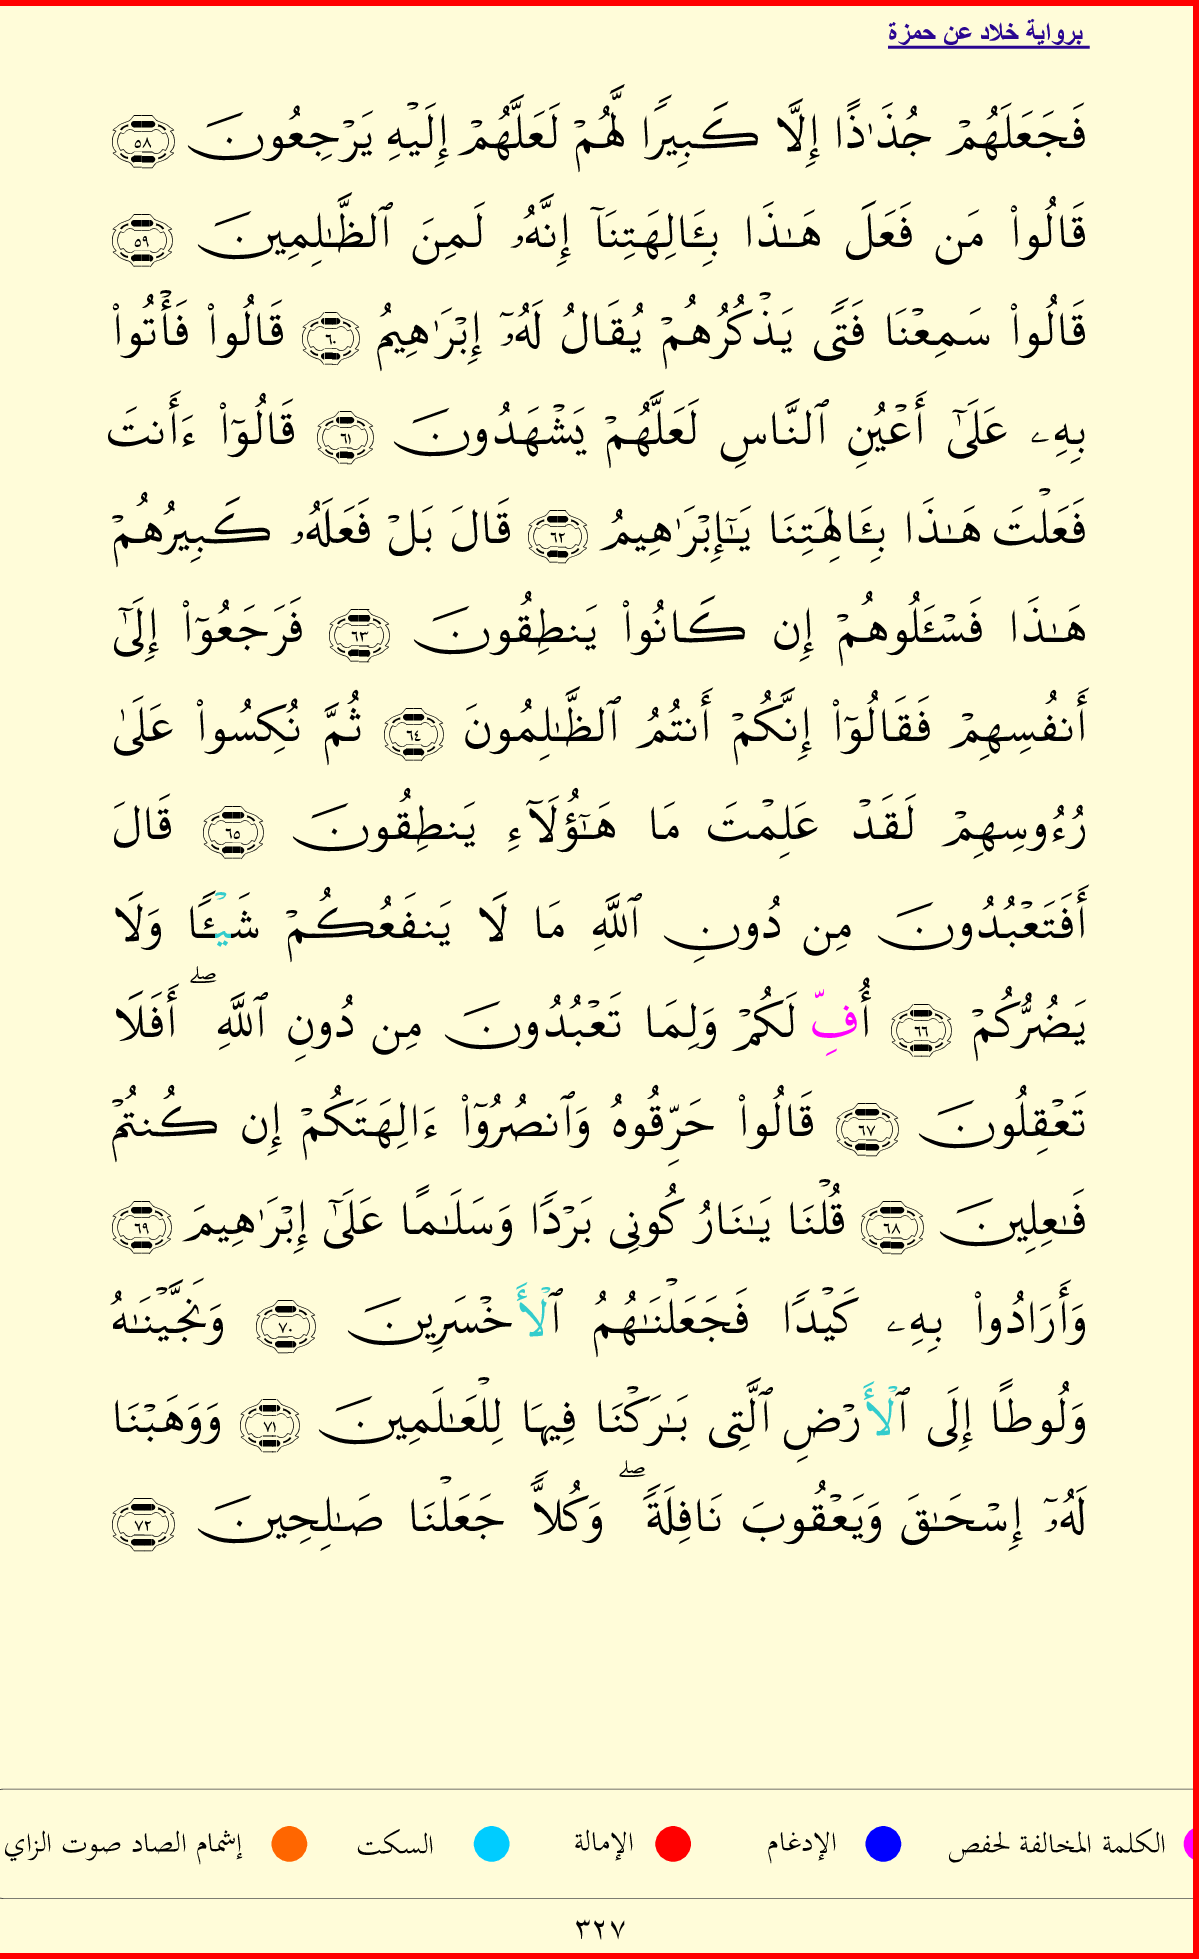 برواية خلاد عن حمزة
فَجَعَلَهُمْ جُذَٰذًا إِلَّا كَبِيرًا لَّهُمْ لَعَلَّهُمْ إِلَيْهِ يَرْجِعُونَ ٥٨
قَالُوا۟ مَن فَعَلَ هَـٰذَا بِـَٔالِهَتِنَآ إِنَّهُۥ لَمِنَ ٱلظَّـٰلِمِينَ ٥٩
قَالُوا۟ سَمِعْنَا فَتًى يَذْكُرُهُمْ يُقَالُ لَهُۥٓ إِبْرَٰهِيمُ ٦٠ قَالُوا۟ فَأْتُوا۟
بِهِۦ عَلَىٰٓ أَعْيُنِ ٱلنَّاسِ لَعَلَّهُمْ يَشْهَدُونَ ٦١ قَالُوٓا۟ ءَأَنتَ
فَعَلْتَ هَـٰذَا بِـَٔالِهَتِنَا يَـٰٓإِبْرَٰهِيمُ ٦٢ قَالَ بَلْ فَعَلَهُۥ كَبِيرُهُمْ
هَـٰذَا فَسْـَٔلُوهُمْ إِن كَانُوا۟ يَنطِقُونَ ٦٣ فَرَجَعُوٓا۟ إِلَىٰٓ
أَنفُسِهِمْ فَقَالُوٓا۟ إِنَّكُمْ أَنتُمُ ٱلظَّـٰلِمُونَ ٦٤ ثُمَّ نُكِسُوا۟ عَلَىٰ
رُءُوسِهِمْ لَقَدْ عَلِمْتَ مَا هَـٰٓؤُلَآءِ يَنطِقُونَ ٦٥ قَالَ
أَفَتَعْبُدُونَ مِن دُونِ ٱللَّهِ مَا لَا يَنفَعُكُمْ شَيْـًٔا وَلَا
يَضُرُّكُمْ ٦٦ أُفِّ لَكُمْ وَلِمَا تَعْبُدُونَ مِن دُونِ ٱللَّهِ ۖ أَفَلَا
تَعْقِلُونَ ٦٧ قَالُوا۟ حَرِّقُوهُ وَٱنصُرُوٓا۟ ءَالِهَتَكُمْ إِن كُنتُمْ
فَـٰعِلِينَ ٦٨ قُلْنَا يَـٰنَارُ كُونِى بَرْدًا وَسَلَـٰمًا عَلَىٰٓ إِبْرَٰهِيمَ ٦٩
وَأَرَادُوا۟ بِهِۦ كَيْدًا فَجَعَلْنَـٰهُمُ ٱلْأَخْسَرِينَ ٧٠ وَنَجَّيْنَـٰهُ
وَلُوطًا إِلَى ٱلْأَرْضِ ٱلَّتِى بَـٰرَكْنَا فِيهَا لِلْعَـٰلَمِينَ ٧١ وَوَهَبْنَا
لَهُۥٓ إِسْحَـٰقَ وَيَعْقُوبَ نَافِلَةً ۖ وَكُلًّا جَعَلْنَا صَـٰلِحِينَ ٧٢
الكلمة المخالفة لحفص الإدغام الإمالة السكت إشمام الصاد صوت الزاي
٣٢٧